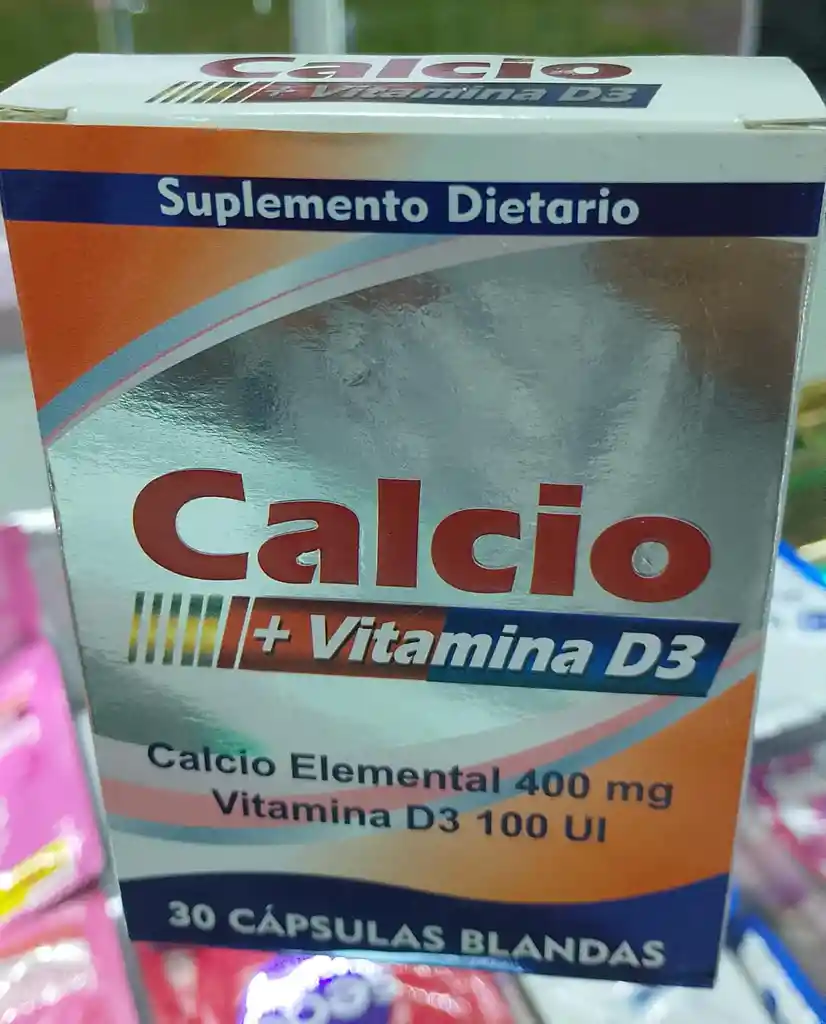 Calcio
+ Vitamina D3
Suplemento Dietario
Calcio
+ Vitamina D3
Calcio Elemental 400 mg
Vitamina D3 100 UI
30 CÁPSULAS BLANDAS